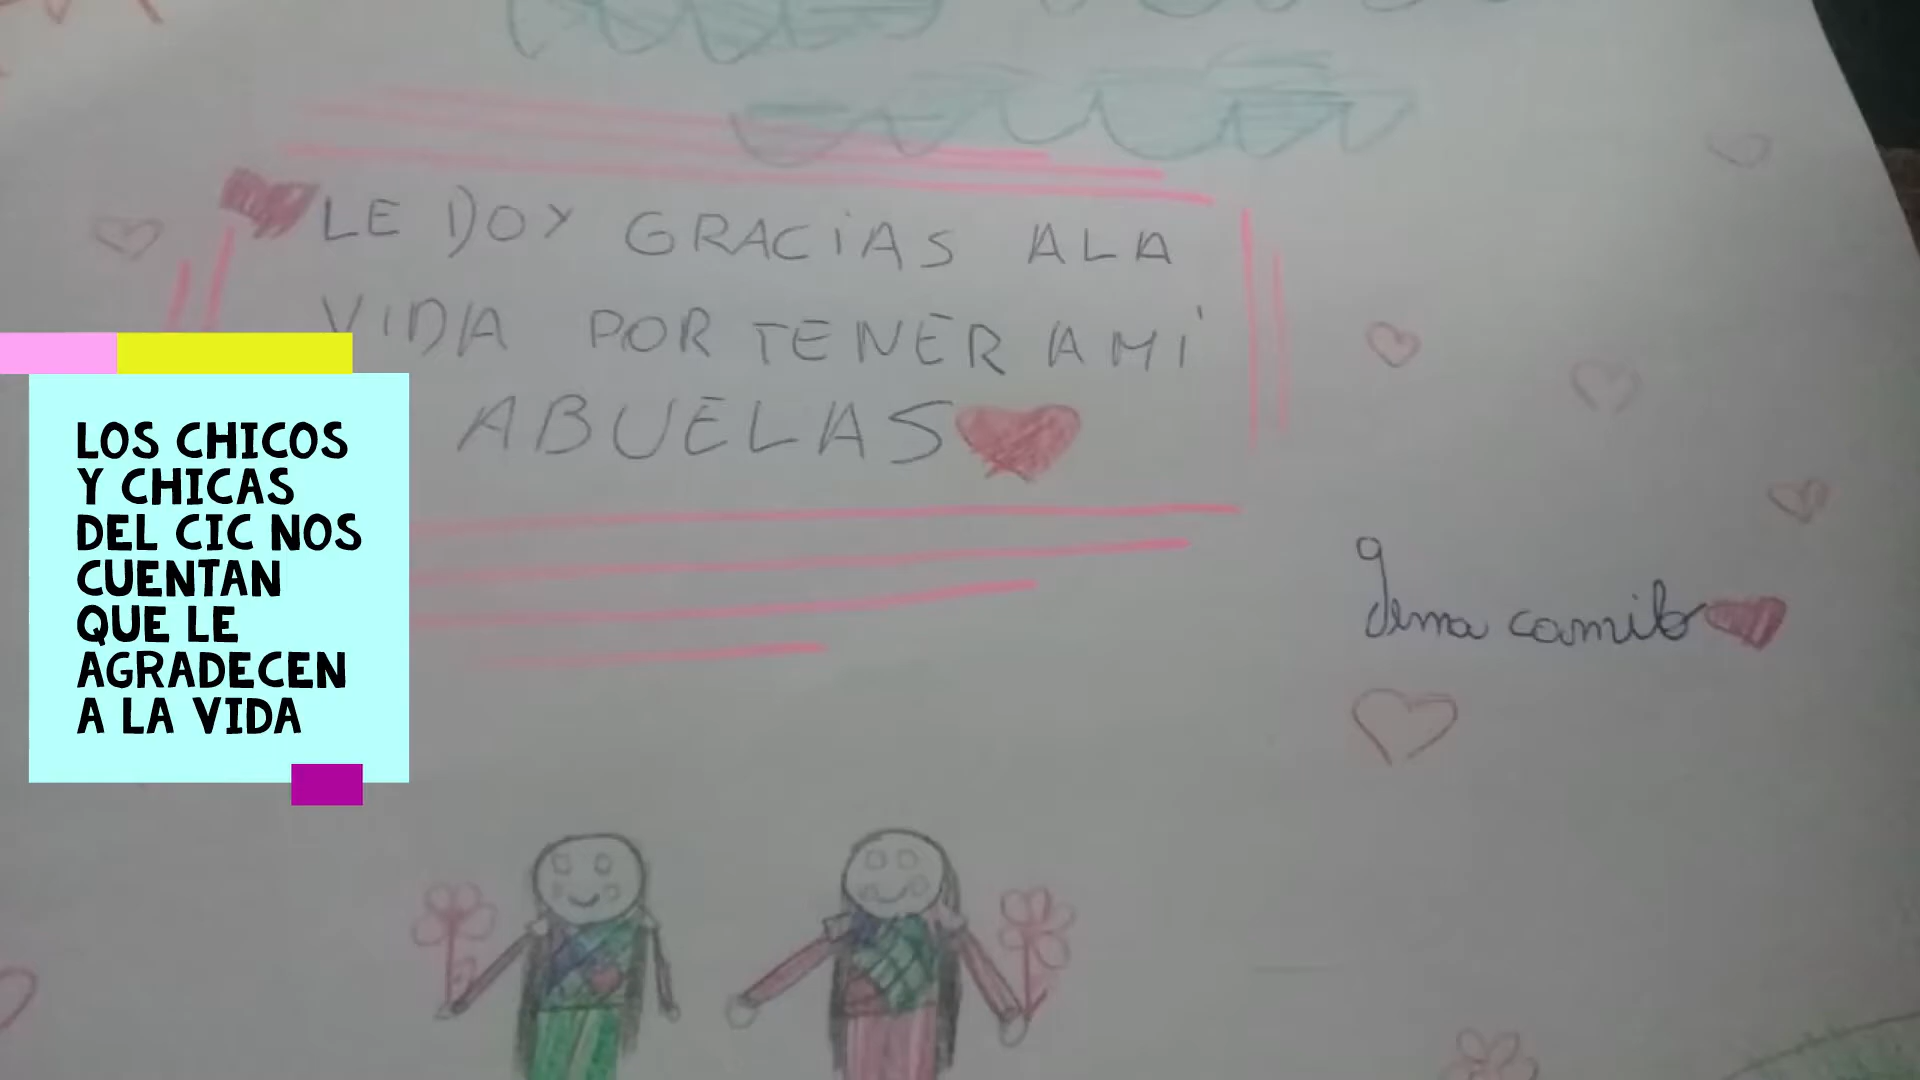 LE DOY GRACIAS ALA
VIDA POR TENER A MI
ABUELAS
LOS CHICOS
Y CHICAS
DEL CIC NOS
CUENTAN
QUE LE
AGRADECEN
A LA VIDA